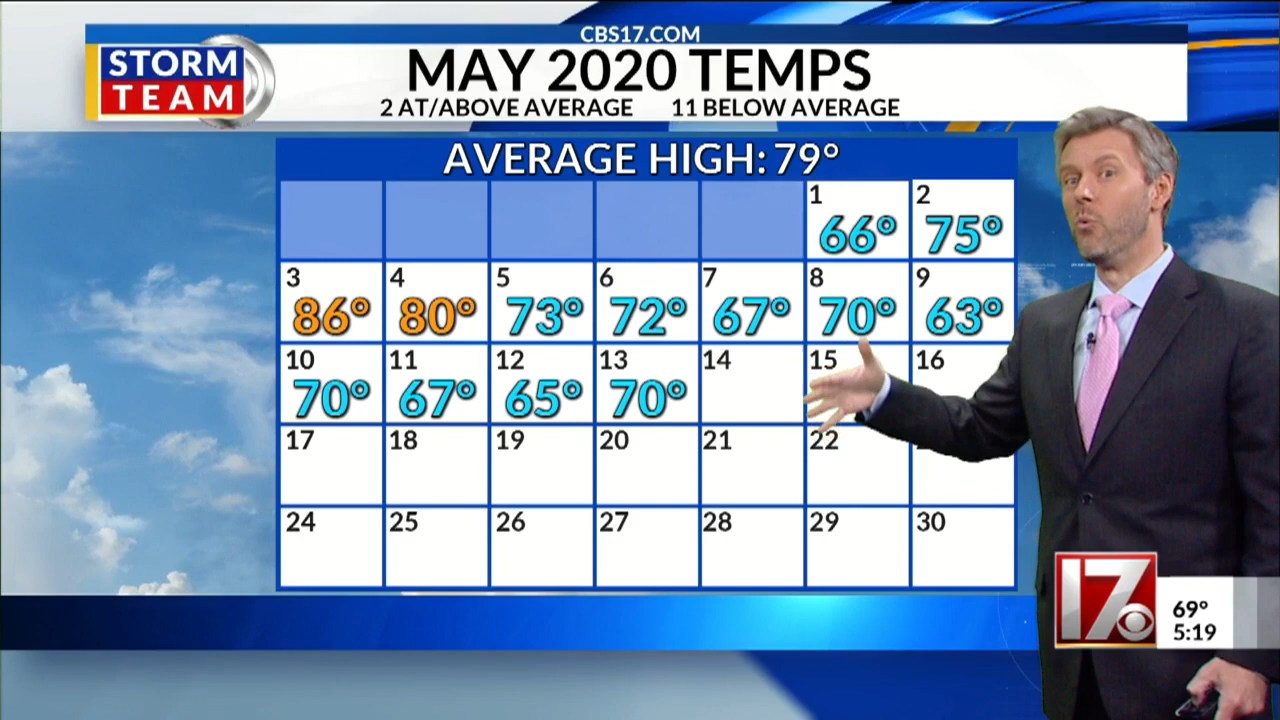 CBS17.COM
STORM
TEAM
MAY 2020 TEMPS
2 AT/ABOVE AVERAGE 11 BELOW AVERAGE
AVERAGE HIGH: 79°
1 2
66° 75°
3 4 5 6 7 8 9
86° 80° 73° 72° 67° 70° 63°
10 11 12 13 14 15 16
70° 67° 65° 70°
17 18 19 20 21 22
24 25 26 27 28 29 30
17
69°
5:19